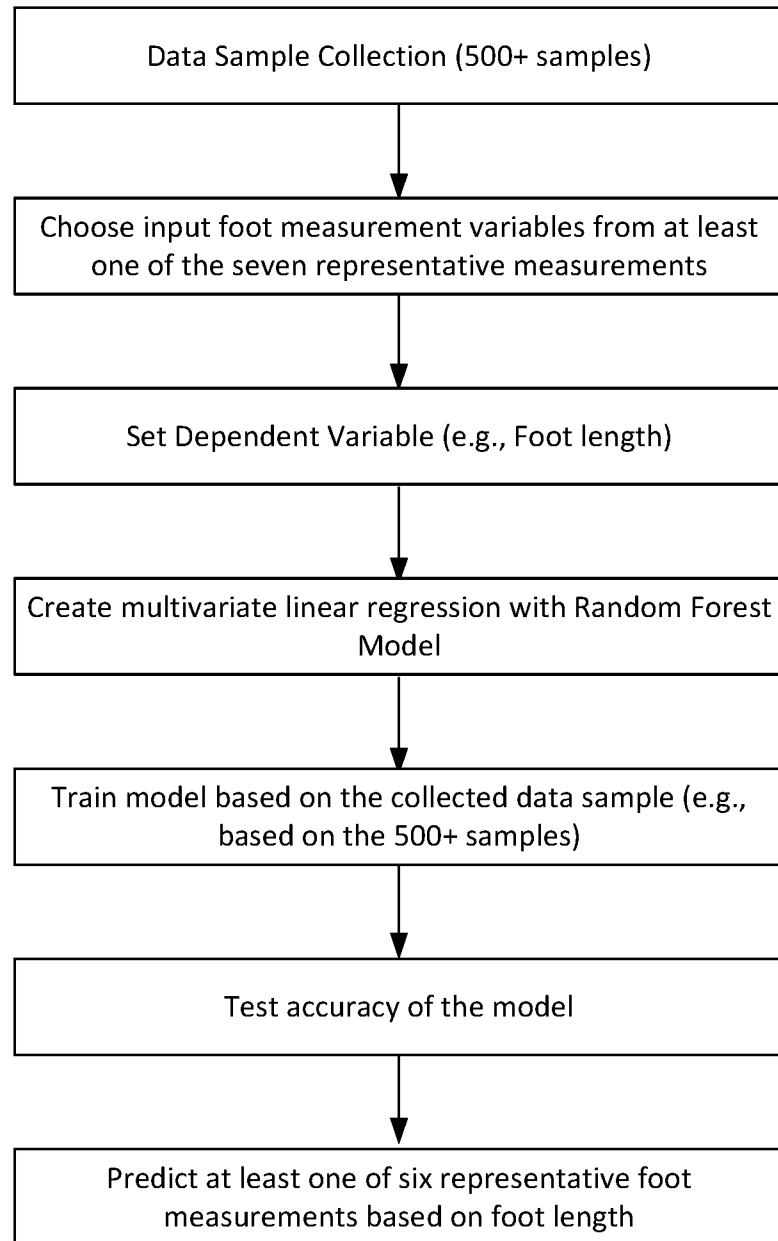 Data Sample Collection (500+ samples)
Choose input foot measurement variables from at least
one of the seven representative measurements
Set Dependent Variable (e.g., Foot length)
Create multivariate linear regression with Random Forest
Model
Train model based on the collected data sample (e.g.,
based on the 500+ samples)
Test accuracy of the model
Predict at least one of six representative foot
measurements based on foot length